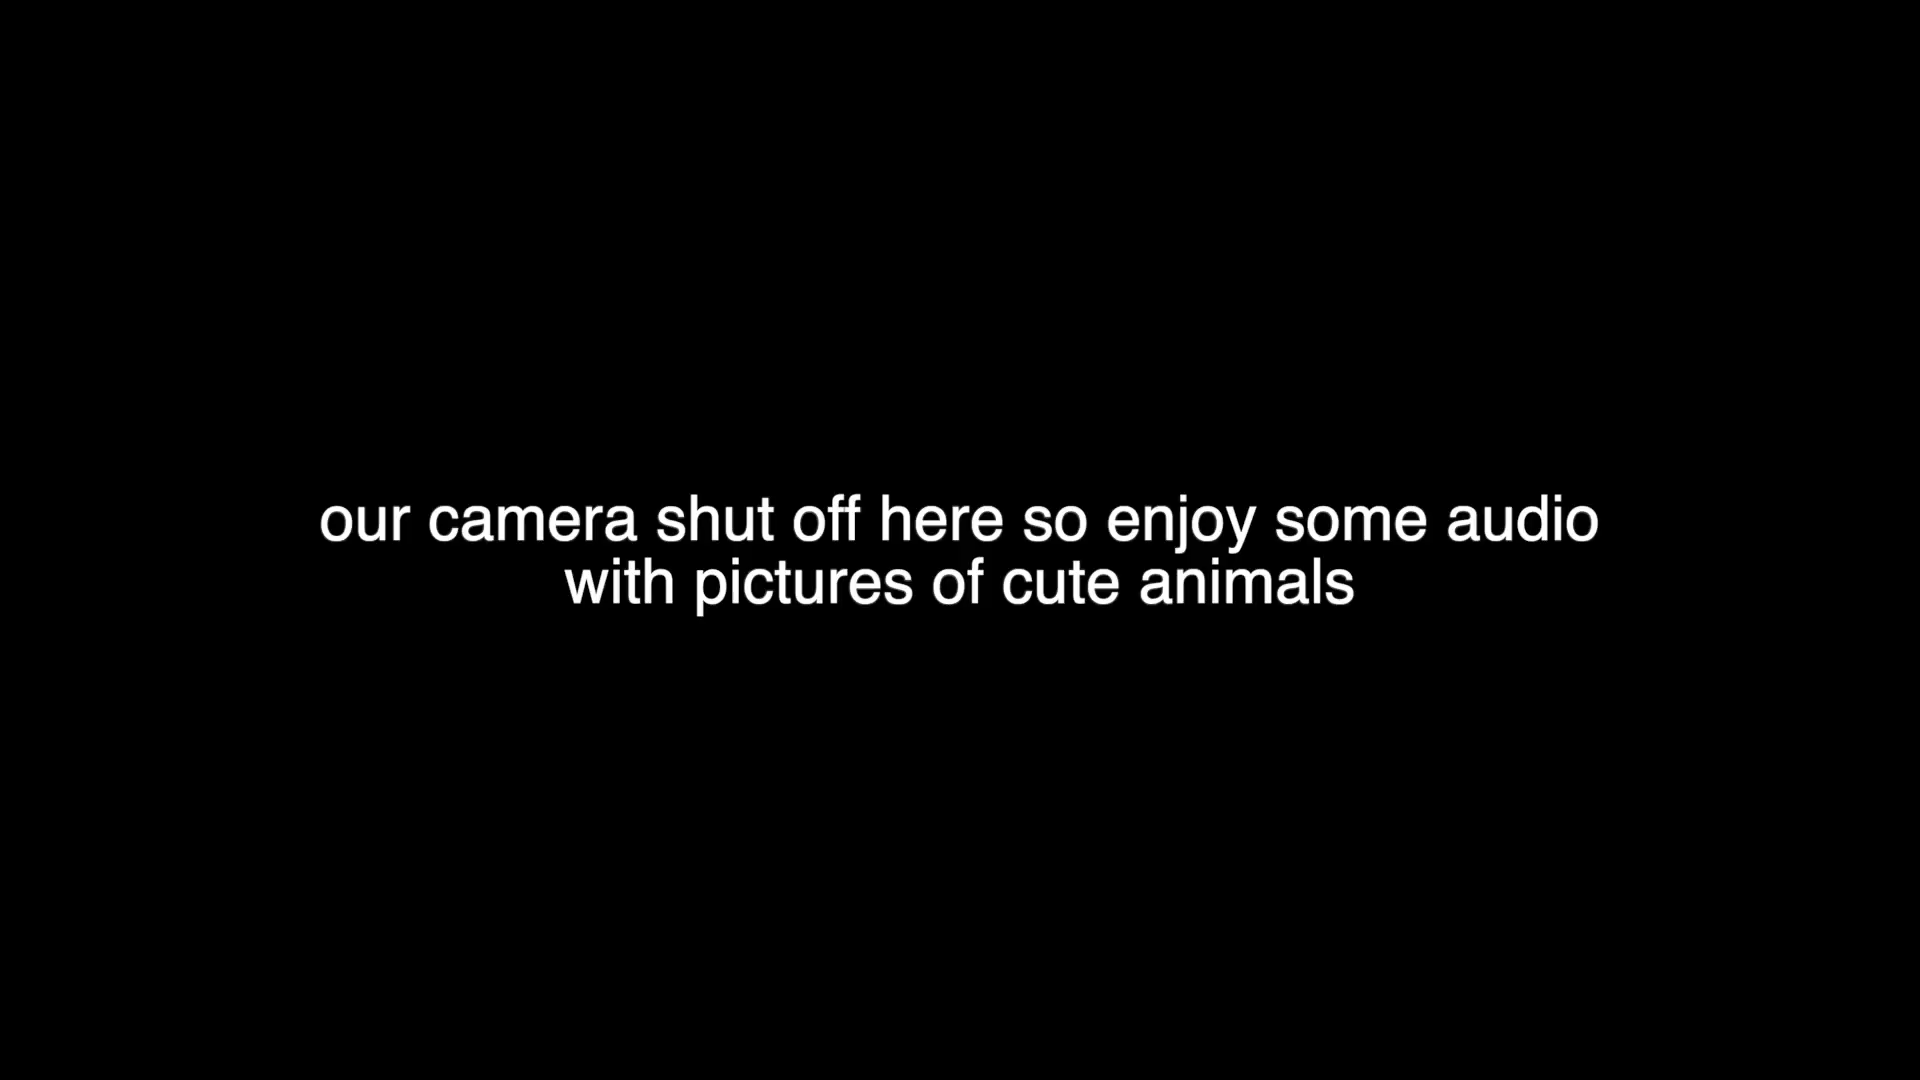 our camera shut off here so enjoy some audio
with pictures of cute animals